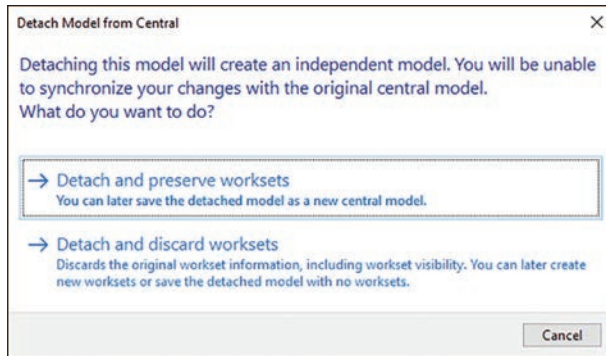 Detach Model from Central
Detaching this model will create an independent model. You will be unable
to synchronize your changes with the original central model.
What do you want to do?
→ Detach and preserve worksets
You can later save the detached model as a new central model.
→ Detach and discard worksets
Discards the original workset information, including workset visibility. You can later create
new worksets or save the detached model with no worksets.
Cancel